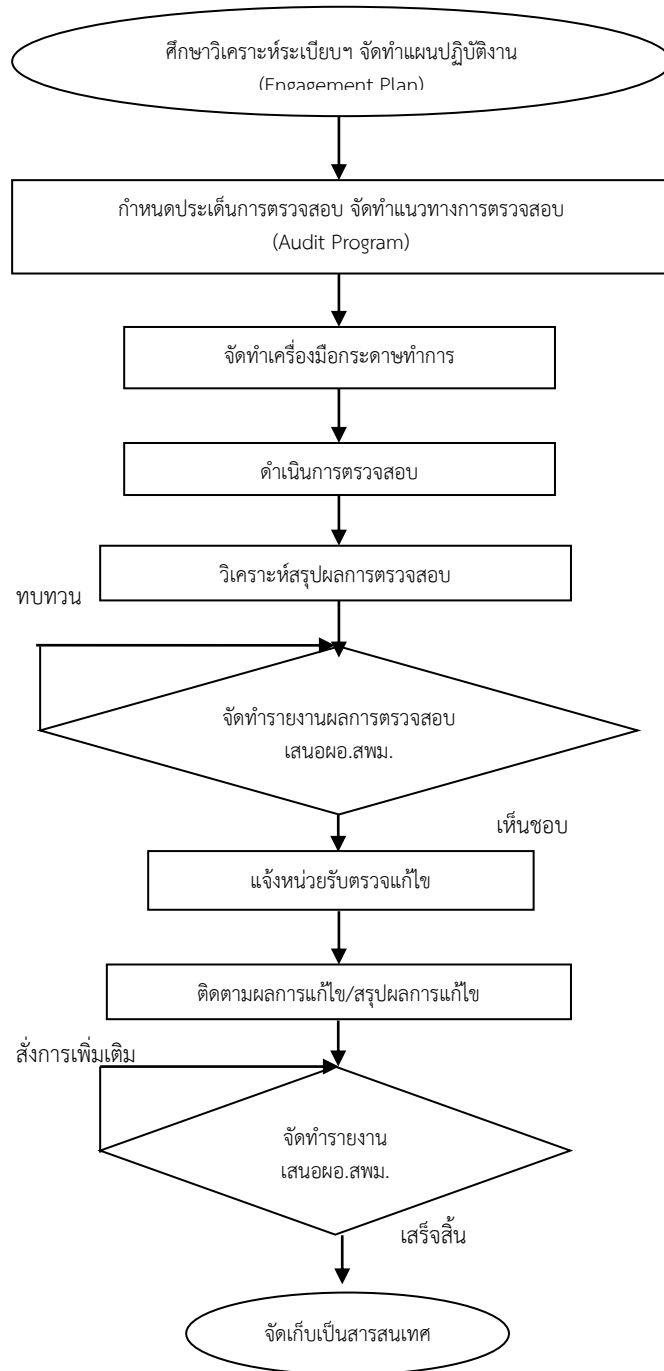 ศึกษาวิเคราะห์ระเบียบฯ จัดทำแผนปฏิบัติงาน
(Engagement Plan)
กำหนดประเด็นการตรวจสอบ จัดทำแนวทางการตรวจสอบ
(Audit Program)
จัดทำเครื่องมือกระดาษทำการ
ดำเนินการตรวจสอบ
วิเคราะห์สรุปผลการตรวจสอบ
ทบทวน
จัดทำรายงานผลการตรวจสอบ
เสนอผอ.สพม.
เห็นชอบ
แจ้งหน่วยรับตรวจแก้ไข
ติดตามผลการแก้ไข/สรุปผลการแก้ไข
สั่งการเพิ่มเติม
จัดทำรายงาน
เสนอผอ.สพม.
เสร็จสิ้น
จัดเก็บเป็นสารสนเทศ